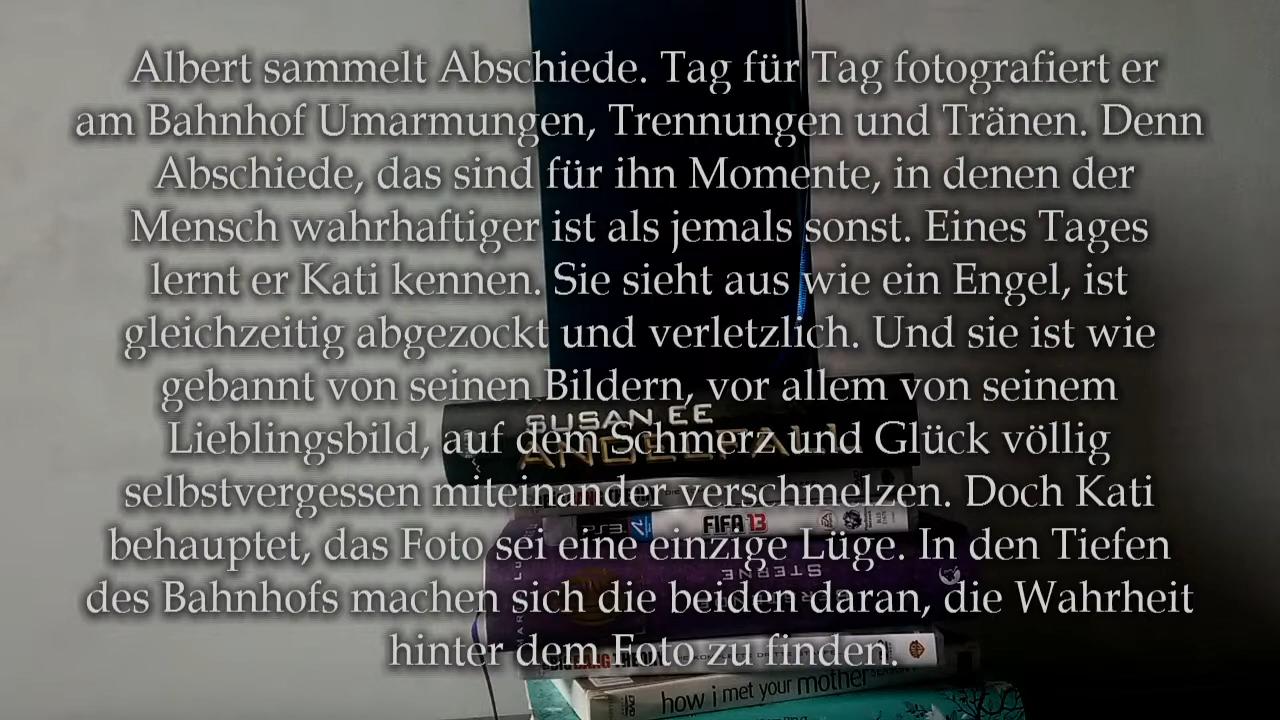 Albert sammelt Abschiede. Tag für Tag fotografiert er
am Bahnhof Umarmungen, Trennungen und Tränen. Denn
Abschiede, das sind für ihn Momente, in denen der
Mensch wahrhaftiger ist als jemals sonst. Eines Tages
lernt er Kati kennen. Sie sieht aus wie ein Engel, ist
gleichzeitig abgezockt und verletzlich. Und sie ist wie
gebannt von seinen Bildern, vor allem von seinem
Lieblingsbild, auf dem Schmerz und Glück völlig
selbstvergessen miteinander verschmelzen. Doch Kati
behauptet, das Foto sei eine einzige Lüge. In den Tiefen
des Bahnhofs machen sich die beiden daran, die Wahrheit
hinter dem Foto zu finden.
SUSAN EE
ANGELFALL
PS3
FIFA 13
STERNE
how i met your mother